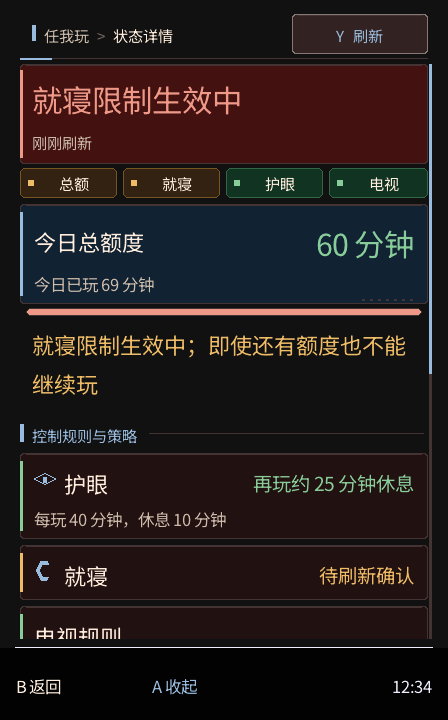 任我玩 > 状态详情
Y 刷新
就寝限制生效中
刚刚刷新
总额
就寝
护眼
电视
今日总额度
60 分钟
今日已玩 69 分钟
就寝限制生效中；即使还有额度也不能
继续玩
控制规则与策略
护眼
再玩约 25 分钟休息
每玩 40 分钟，休息 10 分钟
就寝
待刷新确认
电视规则
B 返回
A 收起
12:34